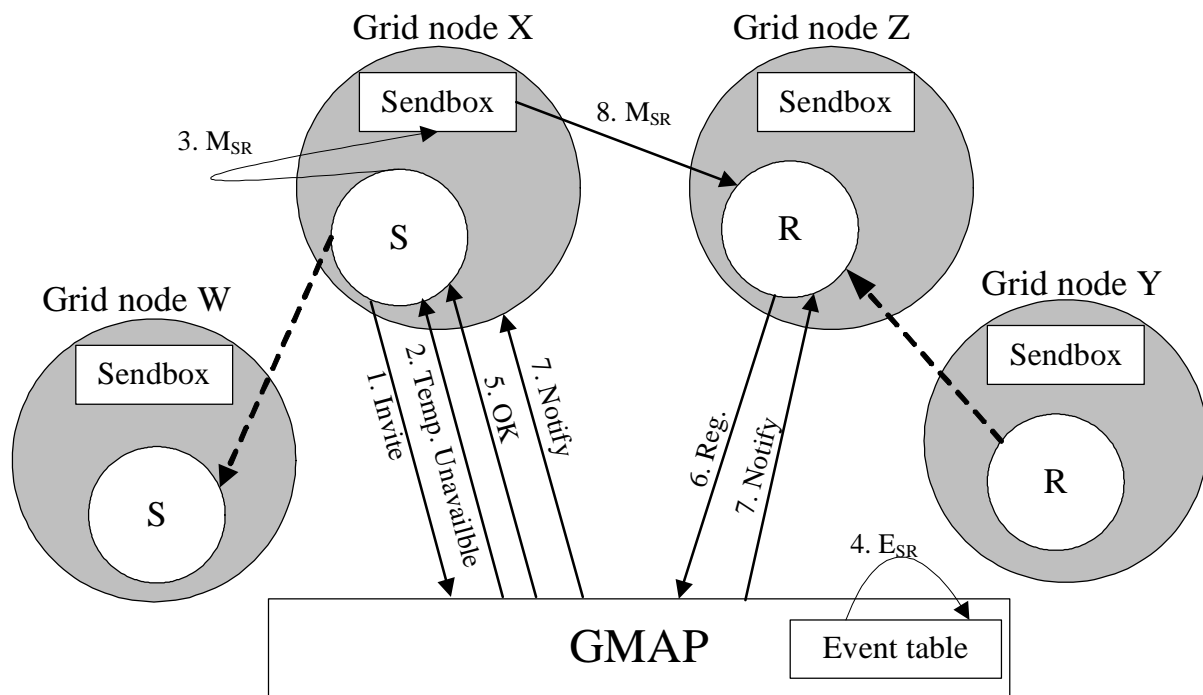 Grid node X
Grid node Z
Sendbox
Sendbox
8. MSR
3. MSR
S
R
Grid node W
Grid node Y
Sendbox
Sendbox
1. Invite
2. Temp. Unavailble
5. OK
7. Notify
6. Reg.
7. Notify
S
R
4. ESR
GMAP
Event table